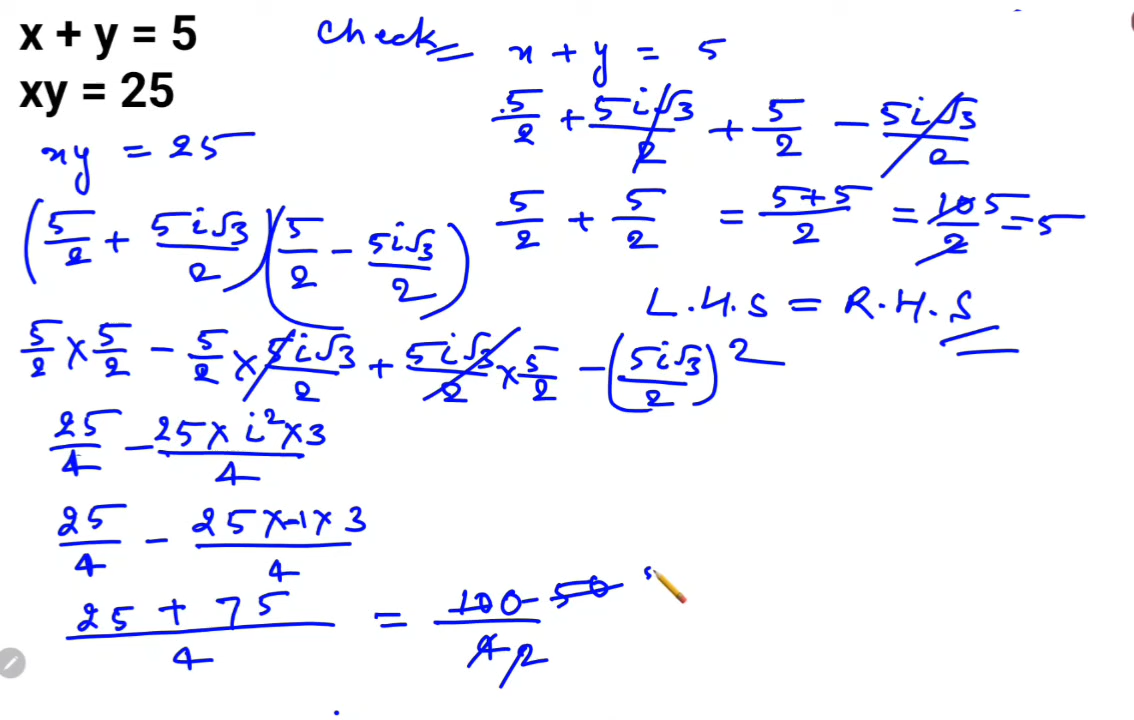 x + y = 5
xy = 25
check
x + y = 5
5/2 + 5i√3/2 + 5/2 - 5i√3/2
5/2 + 5/2 = 5+5/2 = 10/2 5 = 5
L.H.S = R.H.S
xy = 25
(5/2 + 5i√3/2)(5/2 - 5i√3/2)
5/2 × 5/2 - 5/2 × 5i√3/2 + 5i√3/2 × 5/2 - (5i√3/2)²
25/4 - 25 × i² × 3/4
25/4 - 25 × -1 × 3/4
25 + 75/4 = 100/4 50 2